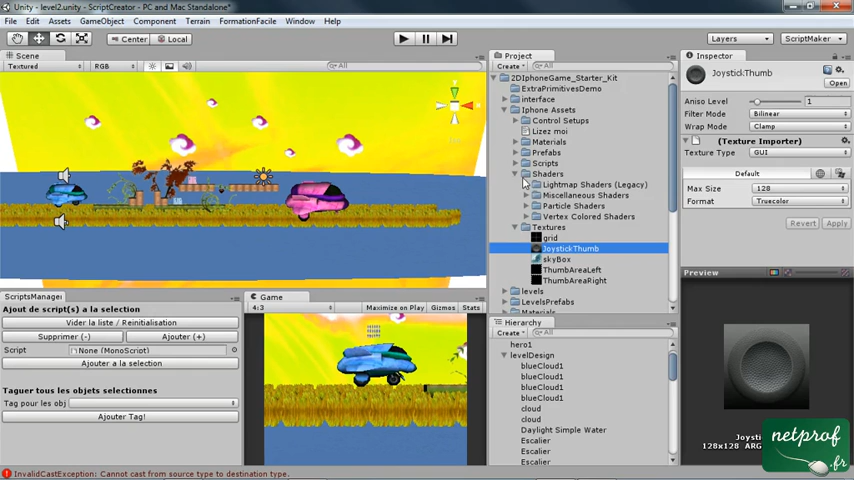 Unity - level2.unity - ScriptCreator - PC and Mac Standalone*
File Edit Assets GameObject Component Terrain FormationFacile Window Help
Center Local Layers ScriptMaker
Scene
Textured RGB All
Project
Create All
2DIphoneGame_Starter_Kit
ExtraPrimitivesDemo
interface
Iphone Assets
Control Setups
Lizez moi
Materials
Prefabs
Scripts
Shaders
Lightmap Shaders (Legacy)
Miscellaneous Shaders
Particle Shaders
Vertex Colored Shaders
Textures
grid
JoystickThumb
skyBox
ThumbAreaLeft
ThumbAreaRight
levels
LevelsPrefabs
Materials
Inspector
JoystickThumb
Open
Aniso Level 1
Filter Mode Bilinear
Wrap Mode Clamp
(Texture Importer)
Texture Type GUI
Default
Max Size 128
Format Truecolor
Revert Apply
Preview
128x128 ARG
netprof
.fr
ScriptsManager
Ajout de script(s) a la selection
Vider la liste / Reinitialisation
Supprimer (-) Ajouter (+)
Script None (MonoScript)
Ajouter a la selection
Taguer tous les objets selectionnes
Tag pour les obj
Ajouter Tag!
Game
4:3 Maximize on Play Gizmos Stats
Hierarchy
Create All
hero1
levelDesign
blueCloud1
blueCloud1
blueCloud1
blueCloud1
cloud
cloud
Daylight Simple Water
Escalier
Escalier
Escalier
InvalidCastException: Cannot cast from source type to destination type.